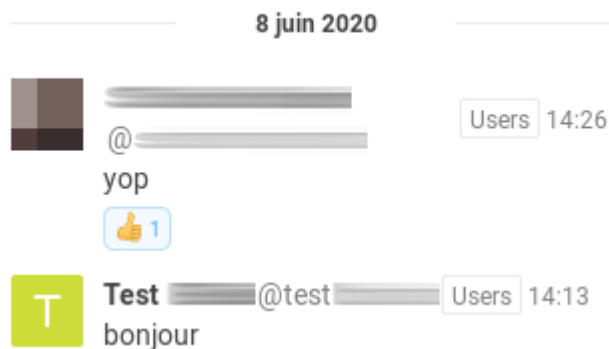 8 juin 2020
@ Users 14:26
yop
👍 1
T Test @test Users 14:13
bonjour